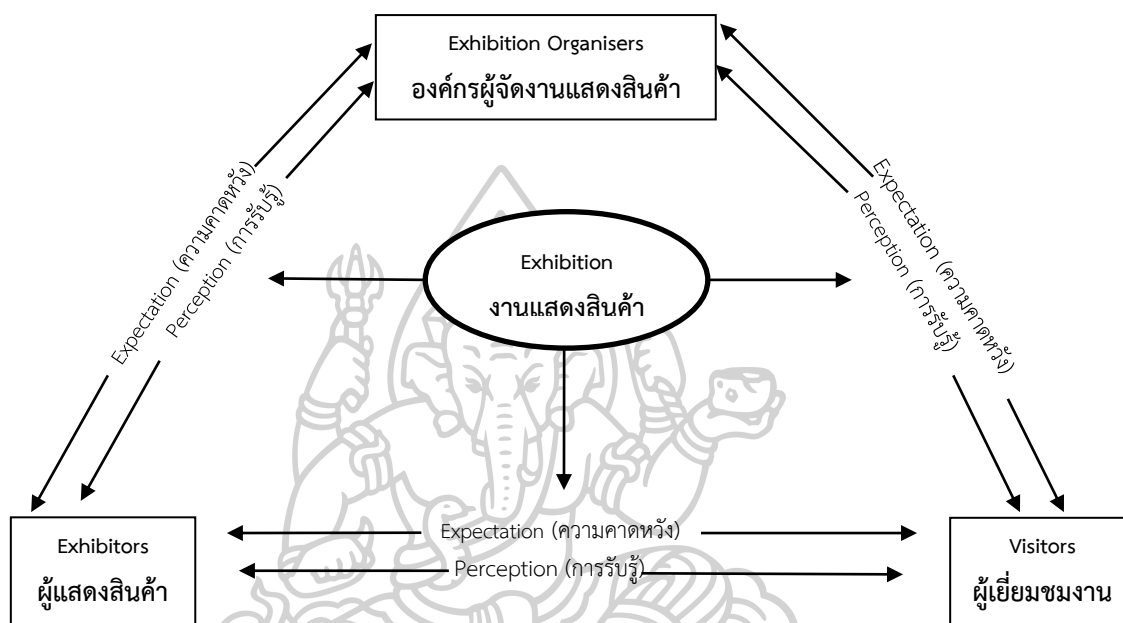 Exhibition Organisers
องค์กรผู้จัดงานแสดงสินค้า
Expectation (ความคาดหวัง)
Perception (การรับรู้)
Expectation (ความคาดหวัง)
Perception (การรับรู้)
Exhibition
งานแสดงสินค้า
Expectation (ความคาดหวัง)
Perception (การรับรู้)
Exhibitors
ผู้แสดงสินค้า
Visitors
ผู้เยี่ยมชมงาน